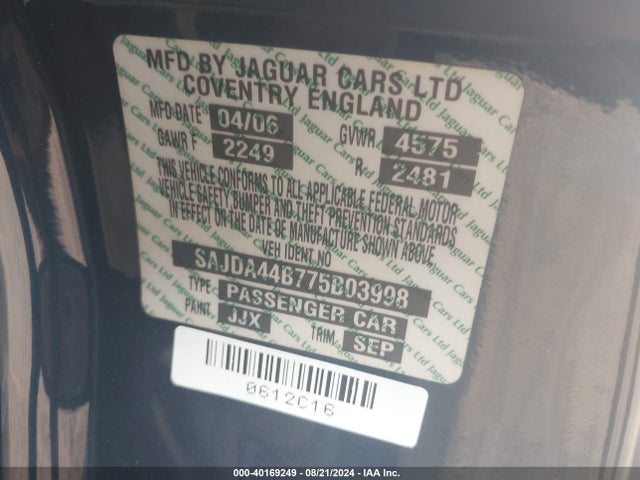 MFD BY JAGUAR CARS LTD
COVENTRY ENGLAND
MFD DATE 04/06 GVWR 4575
GAWR F 2249 R 2481
THIS VEHICLE CONFORMS TO ALL APPLICABLE FEDERAL MOTOR
VEHICLE SAFETY BUMPER AND THEFT PREVENTION STANDARDS
IN EFFECT ON THE DATE OF MANUFACTURE SHOWN ABOVE
VEH IDENT NO
SAJDA44B775B03998
TYPE: PASSENGER CAR
PAINT. JJX TRIM. SEP
0612C16
000-40169249 - 08/21/2024 - IAA Inc.